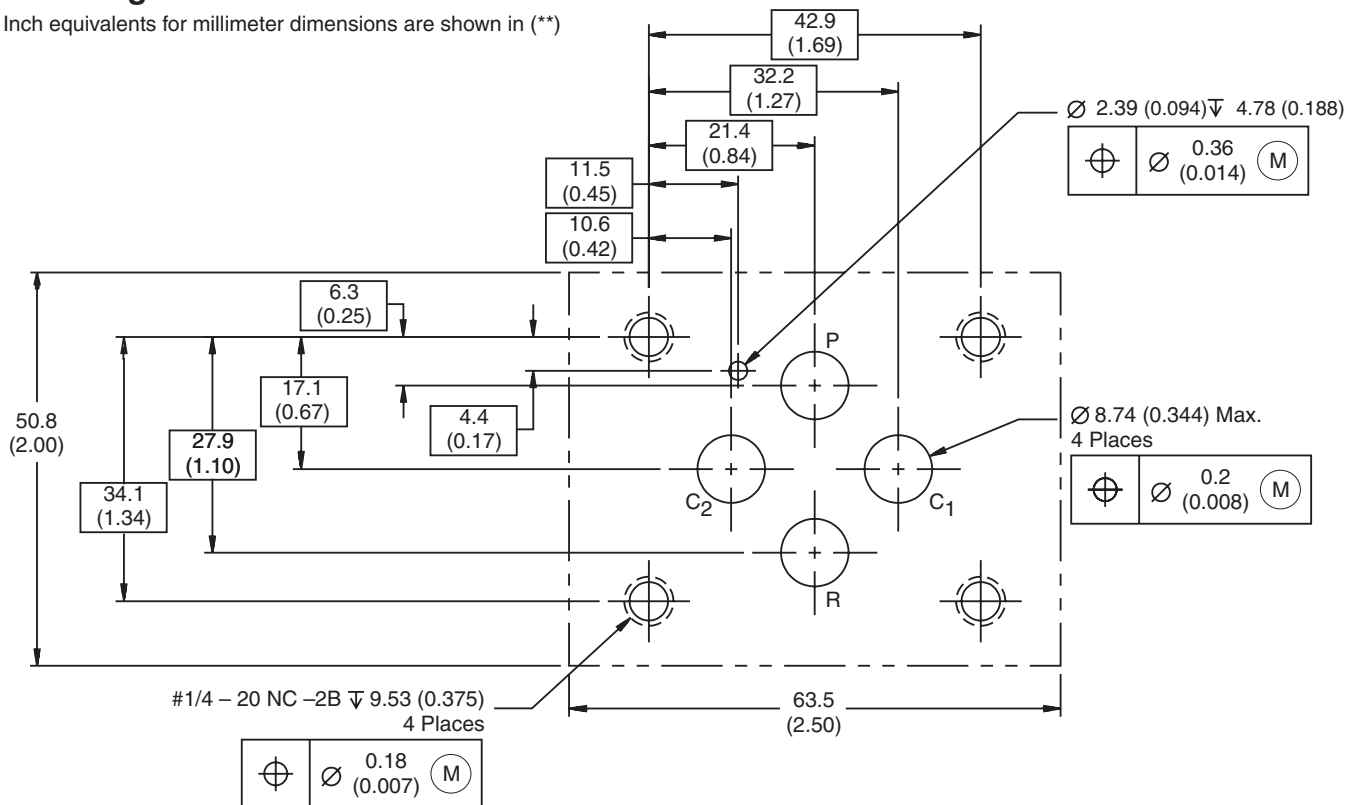 Inch equivalents for millimeter dimensions are shown in (**)
42.9
(1.69)
32.2
(1.27)
21.4
(0.84)
11.5
(0.45)
10.6
(0.42)
⌀ 2.39 (0.094)↧ 4.78 (0.188)
⌖ ⌀ 0.36
(0.014) Ⓜ
6.3
(0.25)
17.1
(0.67)
4.4
(0.17)
50.8
(2.00)
27.9
(1.10)
34.1
(1.34)
P
C2
C1
R
⌀ 8.74 (0.344) Max.
4 Places
⌖ ⌀ 0.2
(0.008) Ⓜ
#1/4 – 20 NC –2B ↧ 9.53 (0.375)
4 Places
⌖ ⌀ 0.18
(0.007) Ⓜ
63.5
(2.50)